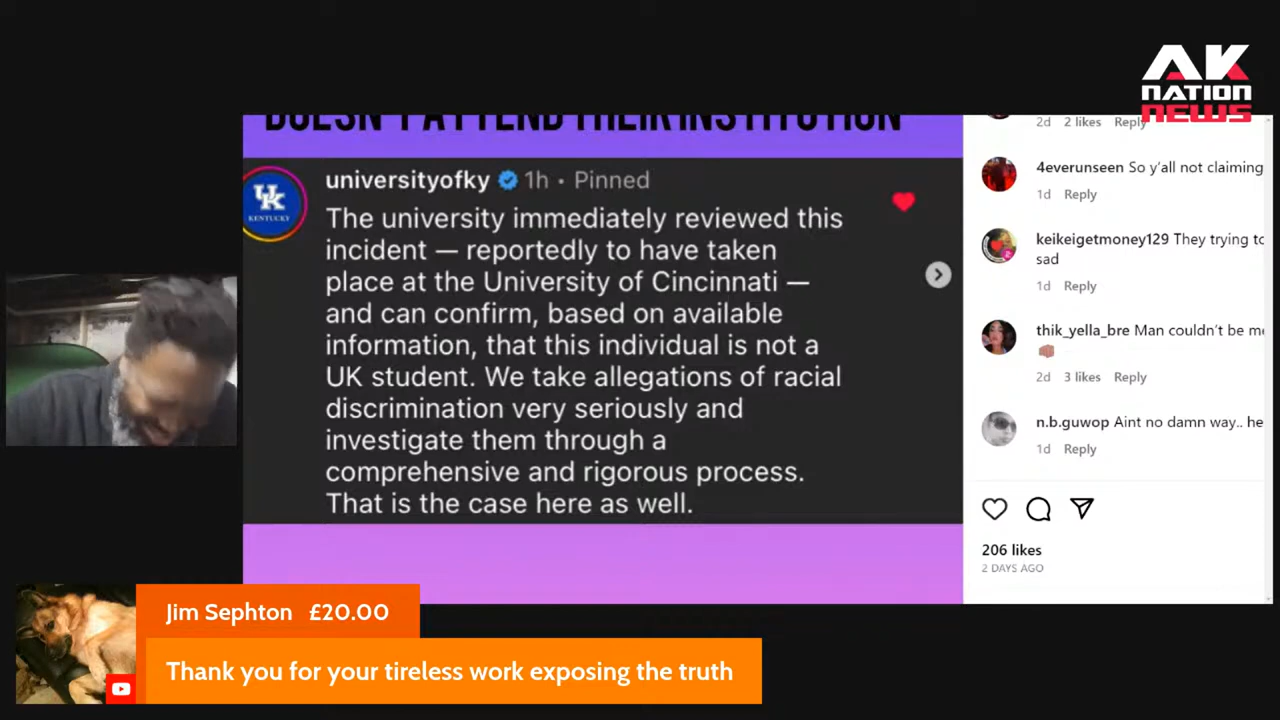 AK
NATION
NEWS
DOESN'T ATTEND THEIR INSTITUTION
universityofky 1h • Pinned
UK
KENTUCKY
The university immediately reviewed this
incident — reportedly to have taken
place at the University of Cincinnati —
and can confirm, based on available
information, that this individual is not a
UK student. We take allegations of racial
discrimination very seriously and
investigate them through a
comprehensive and rigorous process.
That is the case here as well.
2d 2 likes Reply
4everunseen So y'all not claiming
1d Reply
keikeigetmoney129 They trying to
sad
1d Reply
thik_yella_bre Man couldn't be me
2d 3 likes Reply
n.b.guwop Aint no damn way.. he
1d Reply
206 likes
2 DAYS AGO
Jim Sephton £20.00
Thank you for your tireless work exposing the truth